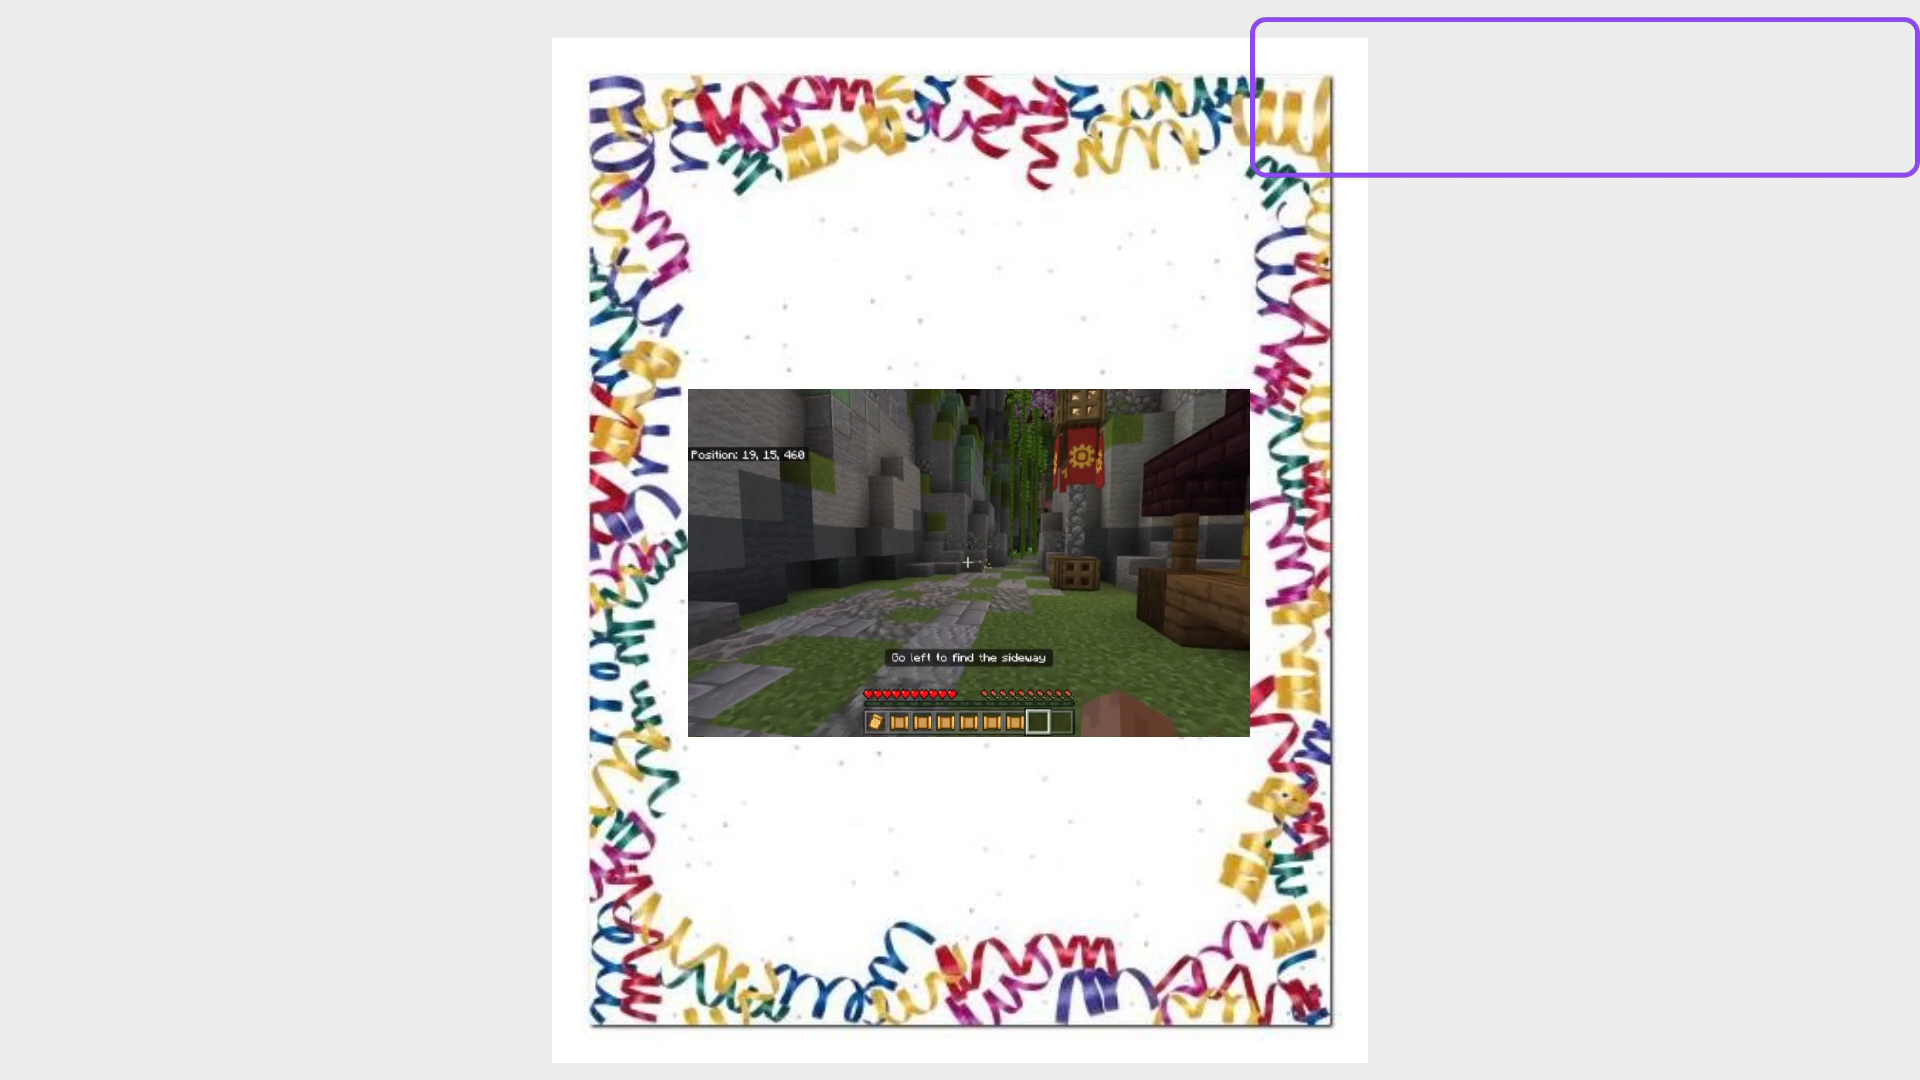 Position: 19, 15, 460
Go left to find the sideway